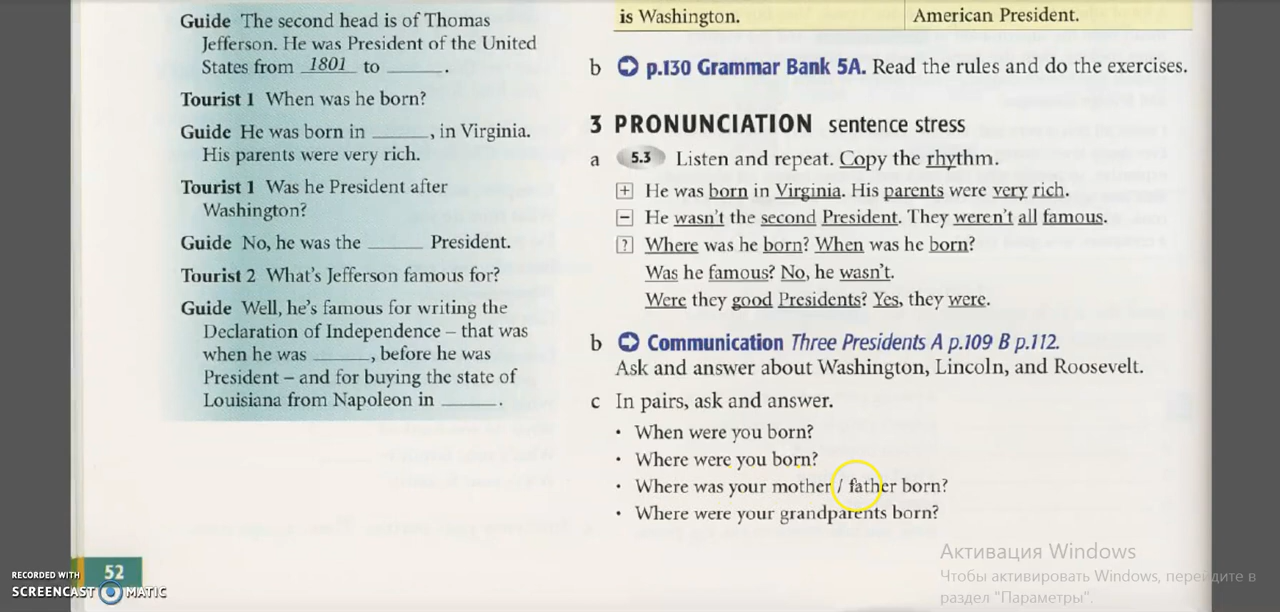 Guide The second head is of Thomas
Jefferson. He was President of the United
States from 1801 to ______.
Tourist 1 When was he born?
Guide He was born in ______, in Virginia.
His parents were very rich.
Tourist 1 Was he President after
Washington?
Guide No, he was the ______ President.
Tourist 2 What's Jefferson famous for?
Guide Well, he's famous for writing the
Declaration of Independence – that was
when he was ______, before he was
President – and for buying the state of
Louisiana from Napoleon in ______.
52
is Washington.
American President.
b p.130 Grammar Bank 5A. Read the rules and do the exercises.
3 PRONUNCIATION sentence stress
a 5.3 Listen and repeat. Copy the rhythm.
+ He was born in Virginia. His parents were very rich.
– He wasn't the second President. They weren't all famous.
? Where was he born? When was he born?
Was he famous? No, he wasn't.
Were they good Presidents? Yes, they were.
b Communication Three Presidents A p.109 B p.112.
Ask and answer about Washington, Lincoln, and Roosevelt.
c In pairs, ask and answer.
• When were you born?
• Where were you born?
• Where was your mother / father born?
• Where were your grandparents born?
Активация Windows
Чтобы активировать Windows, перейдите в
раздел "Параметры".
RECORDED WITH
SCREENCAST MATIC